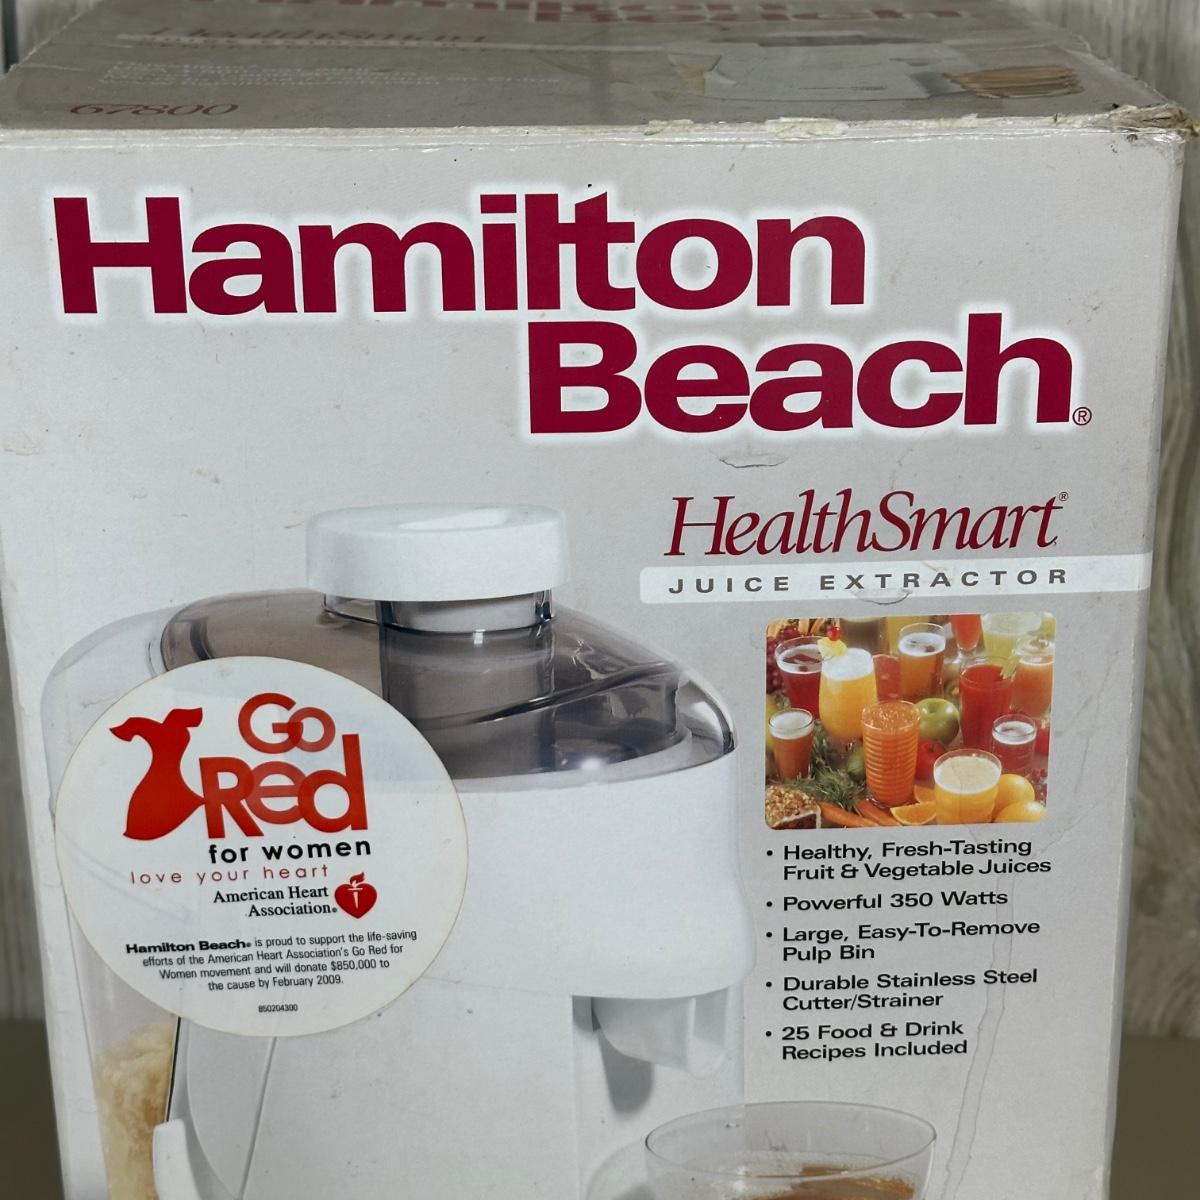 Hamilton Beach
HealthSmart
67800
Hamilton
Beach®
HealthSmart®
JUICE EXTRACTOR
• Healthy, Fresh-Tasting
Fruit & Vegetable Juices
• Powerful 350 Watts
• Large, Easy-To-Remove
Pulp Bin
• Durable Stainless Steel
Cutter/Strainer
• 25 Food & Drink
Recipes Included
Go
Red
for women
love your heart
American Heart
Association®
Hamilton Beach® is proud to support the life-saving
efforts of the American Heart Association's Go Red for
Women movement and will donate $850,000 to
the cause by February 2009.
850204300